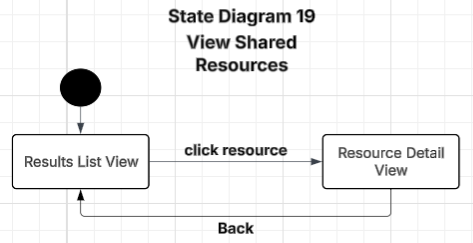 State Diagram 19
View Shared
Resources
Results List View
click resource
Resource Detail
View
Back